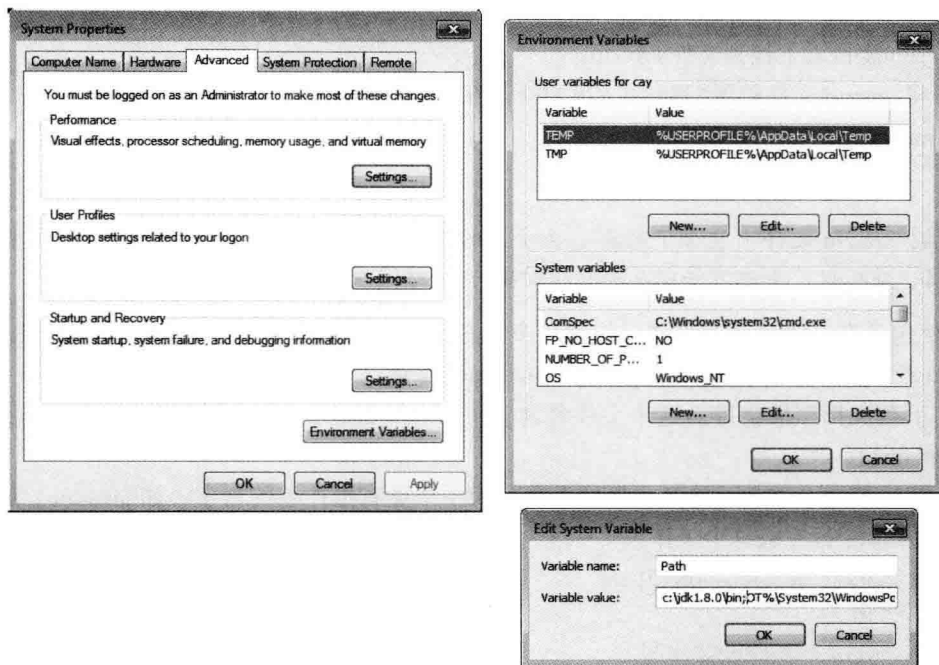 System Properties
Computer Name Hardware Advanced System Protection Remote
You must be logged on as an Administrator to make most of these changes.
Performance
Visual effects, processor scheduling, memory usage, and virtual memory
Settings...
User Profiles
Desktop settings related to your logon
Settings...
Startup and Recovery
System startup, system failure, and debugging information
Settings...
Environment Variables...
OK Cancel Apply
Environment Variables
User variables for cay
Variable Value
TEMP %USERPROFILE%\AppData\Local\Temp
TMP %USERPROFILE%\AppData\Local\Temp
New... Edit... Delete
System variables
Variable Value
ComSpec C:\Windows\system32\cmd.exe
FP_NO_HOST_C... NO
NUMBER_OF_P... 1
OS Windows_NT
New... Edit... Delete
OK Cancel
Edit System Variable
Variable name: Path
Variable value: c:\jdk1.8.0\bin;OT%\System32\WindowsPo
OK Cancel